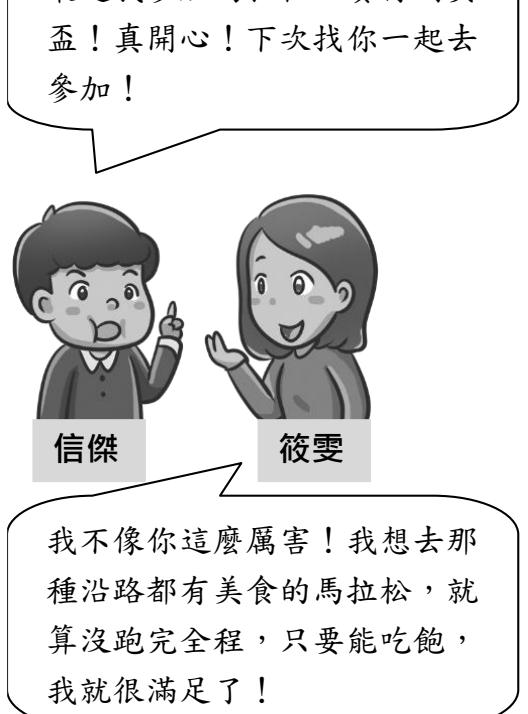 盃！真開心！下次找你一起去
參加！
信傑
筱雯
我不像你這麼厲害！我想去那
種沿路都有美食的馬拉松，就
算沒跑完全程，只要能吃飽，
我就很滿足了！